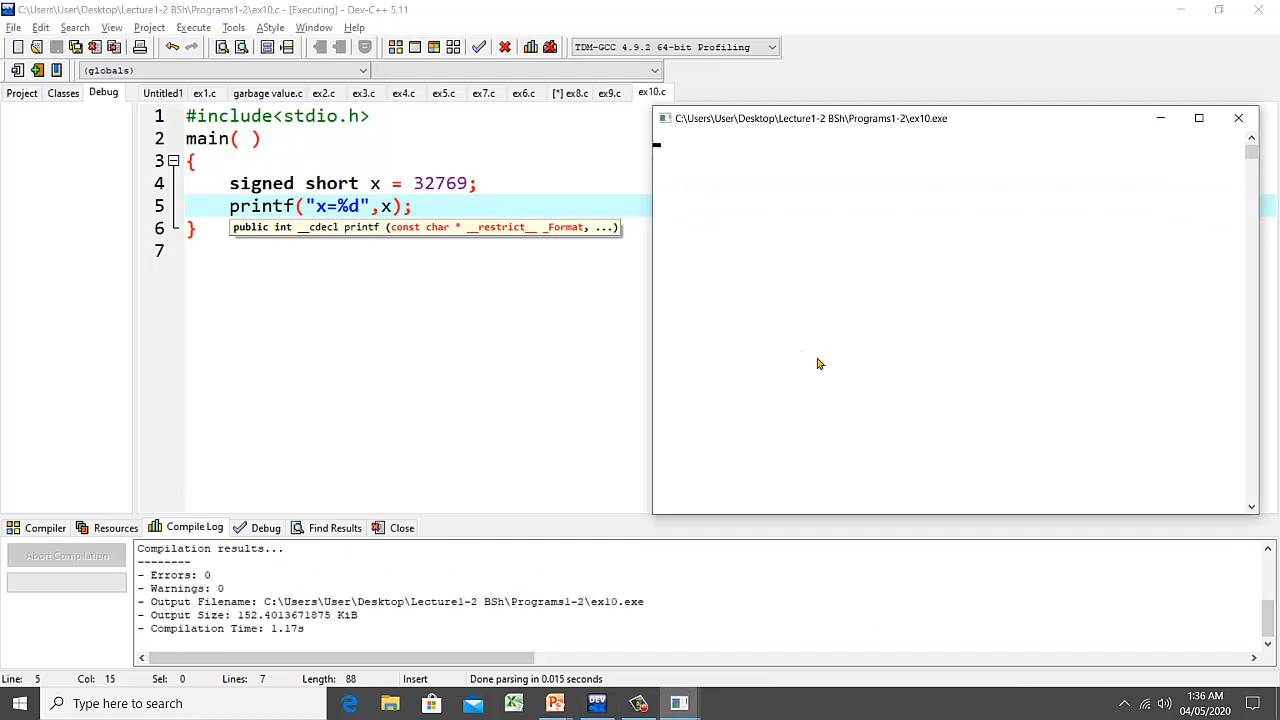 C:\Users\User\Desktop\Lecture1-2 BSh\Programs1-2\ex10.c - [Executing] - Dev-C++ 5.11
File Edit Search View Project Execute Tools AStyle Window Help
TDM-GCC 4.9.2 64-bit Profiling
(globals)
Project Classes Debug Untitled1 ex1.c garbage value.c ex2.c ex3.c ex4.c ex5.c ex7.c ex6.c [*] ex8.c ex9.c ex10.c
1 #include<stdio.h>
2 main( )
3 {
4 signed short x = 32769;
5 printf("x=%d",x);
6 }
public int __cdecl printf (const char * __restrict__ _Format, ...)
7
C:\Users\User\Desktop\Lecture1-2 BSh\Programs1-2\ex10.exe
Compiler Resources Compile Log Debug Find Results Close
Abort Compilation
Compilation results...
--------
- Errors: 0
- Warnings: 0
- Output Filename: C:\Users\User\Desktop\Lecture1-2 BSh\Programs1-2\ex10.exe
- Output Size: 152.4013671875 KiB
- Compilation Time: 1.17s
Line: 5 Col: 15 Sel: 0 Lines: 7 Length: 88 Insert Done parsing in 0.015 seconds
Type here to search
1:36 AM
04/05/2020